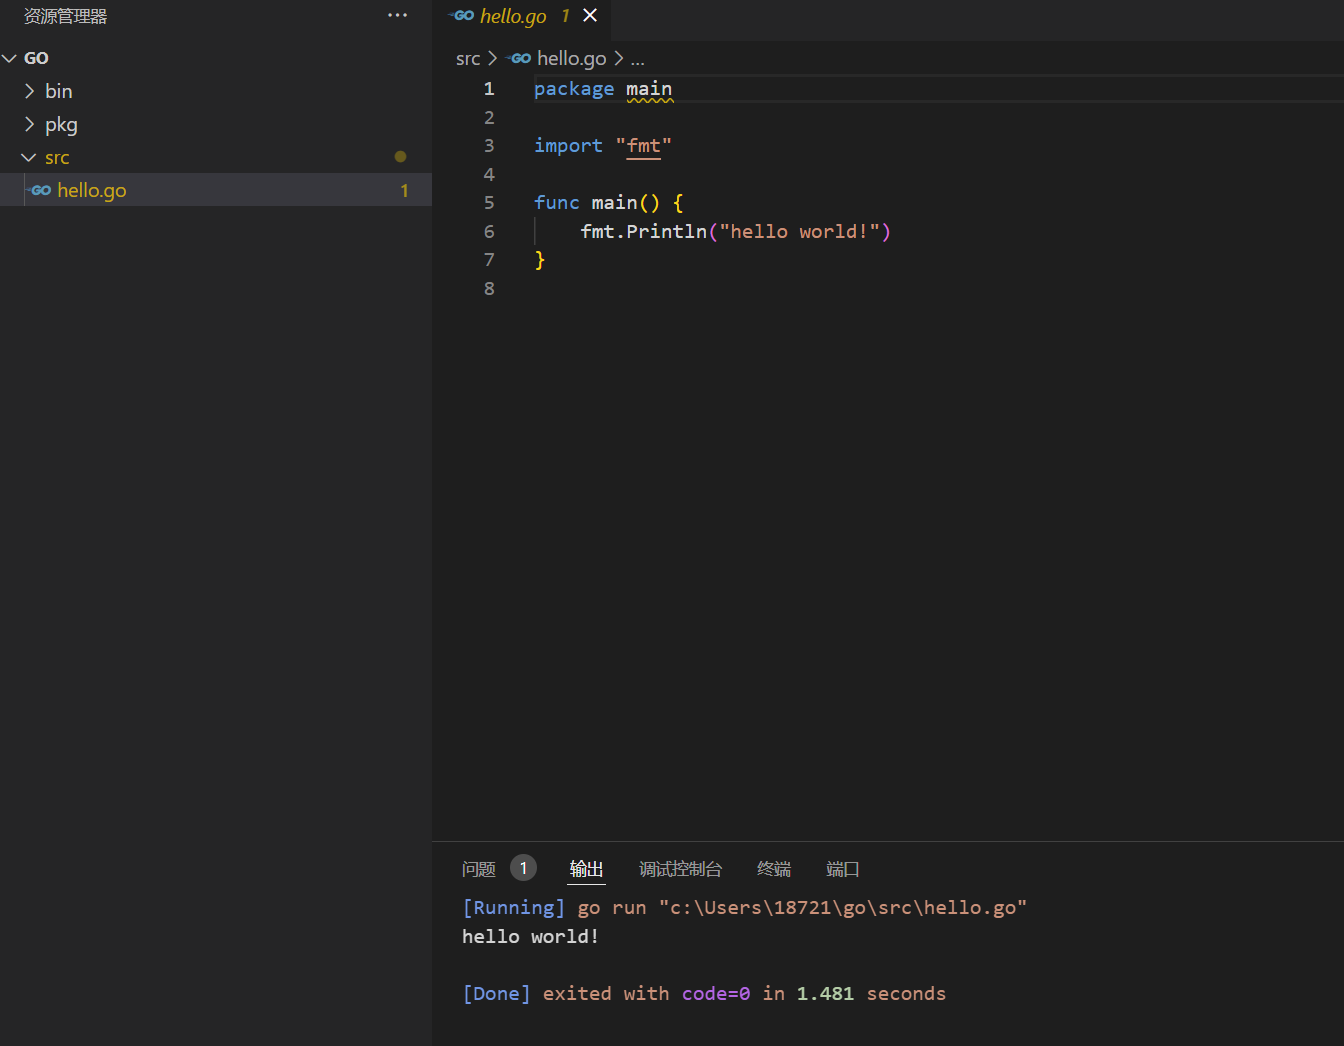 资源管理器 ···
GO
bin
pkg
src
GO hello.go 1
GO hello.go 1
src > GO hello.go > ...
1 package main
2
3 import "fmt"
4
5 func main() {
6 fmt.Println("hello world!")
7 }
8
问题 1 输出 调试控制台 终端 端口
[Running] go run "c:\Users\18721\go\src\hello.go"
hello world!
[Done] exited with code=0 in 1.481 seconds